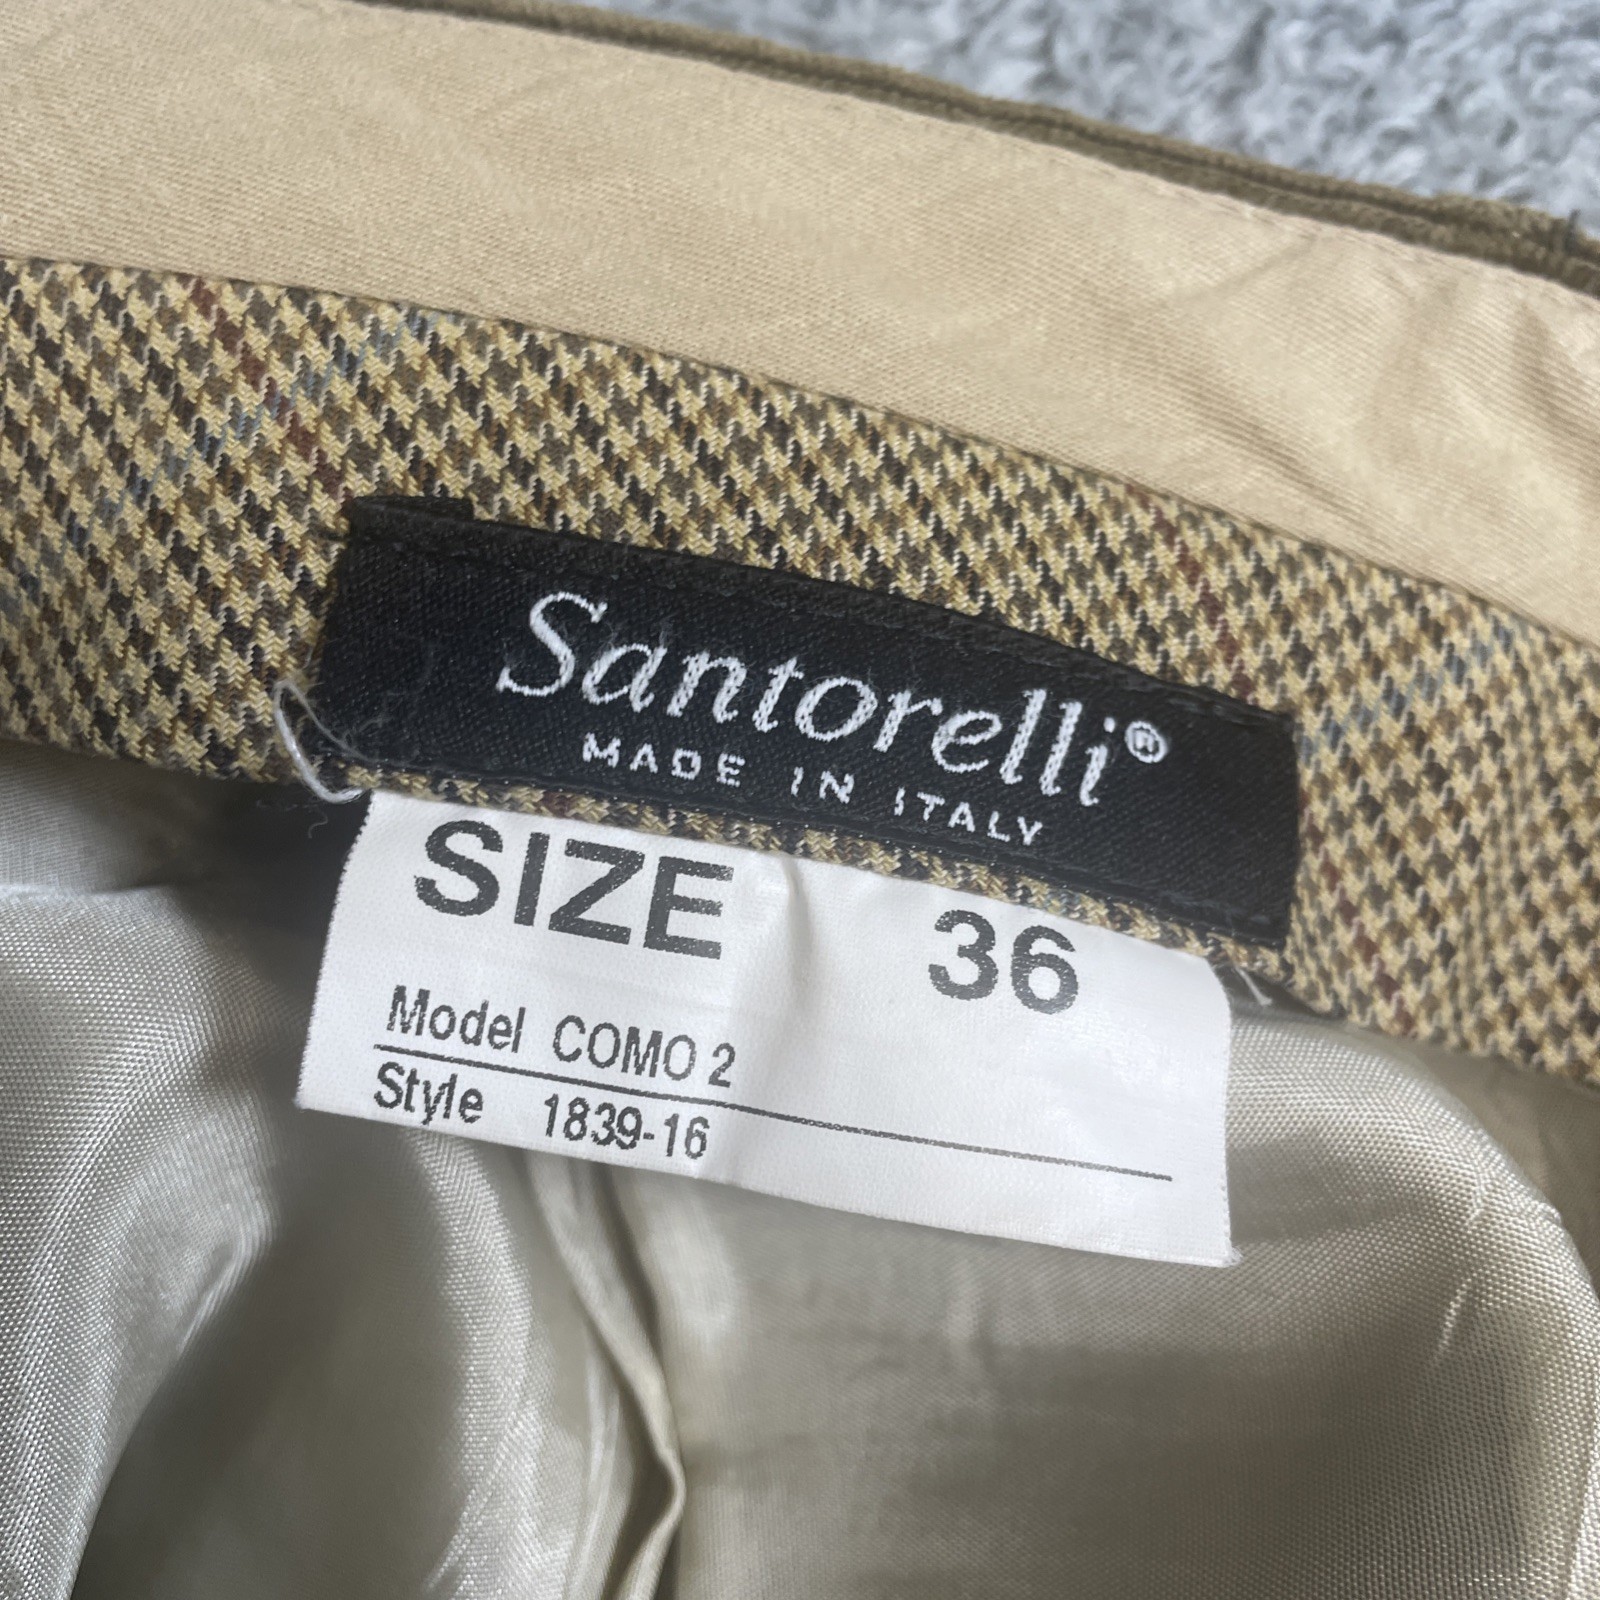 Santorelli®
MADE IN ITALY
SIZE 36
Model COMO 2
Style 1839-16